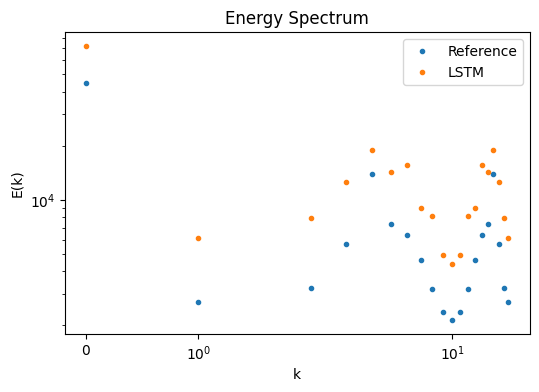 Energy Spectrum
Reference
LSTM
E(k)
10⁴
0
10⁰
10¹
k